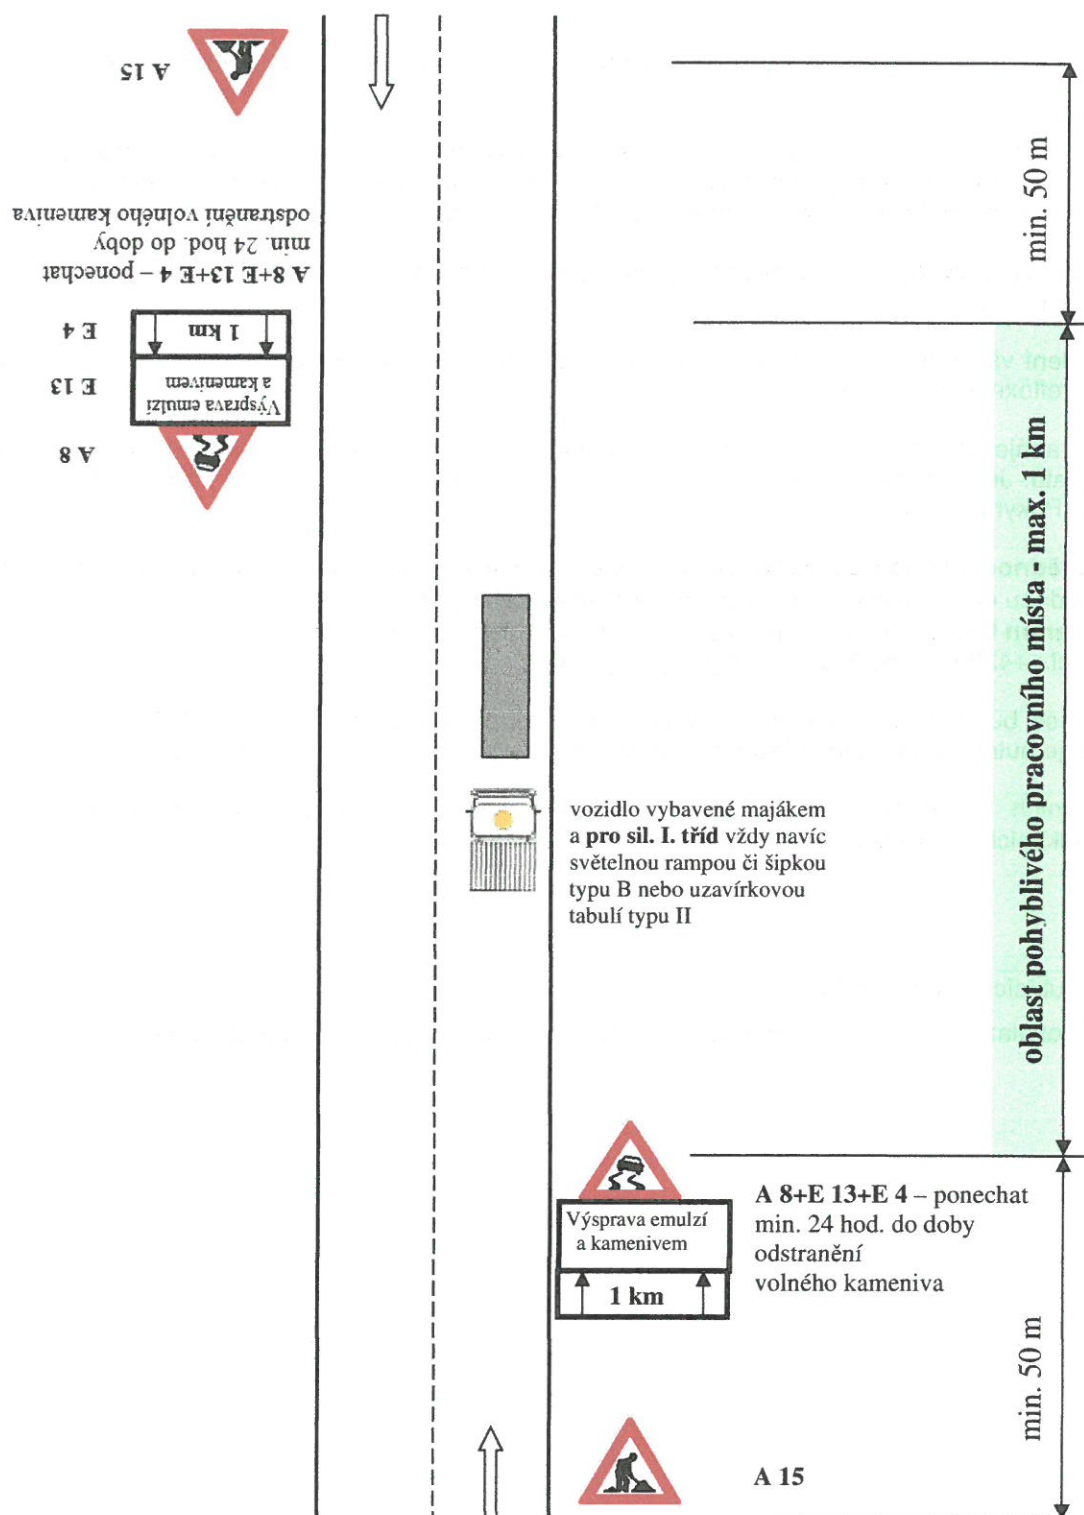 A 15
A 8+E 13+E 4 – ponechat
min. 24 hod. do doby
odstranění volného kameniva
E 4
1 km
E 13
Výsprava emulzí
a kamenivem
A 8
min. 50 m
oblast pohyblivého pracovního místa - max. 1 km
vozidlo vybavené majákem
a pro sil. I. tříd vždy navíc
světelnou rampou či šipkou
typu B nebo uzavírkovou
tabulí typu II
Výsprava emulzí
a kamenivem
1 km
A 8+E 13+E 4 – ponechat
min. 24 hod. do doby
odstranění
volného kameniva
min. 50 m
A 15